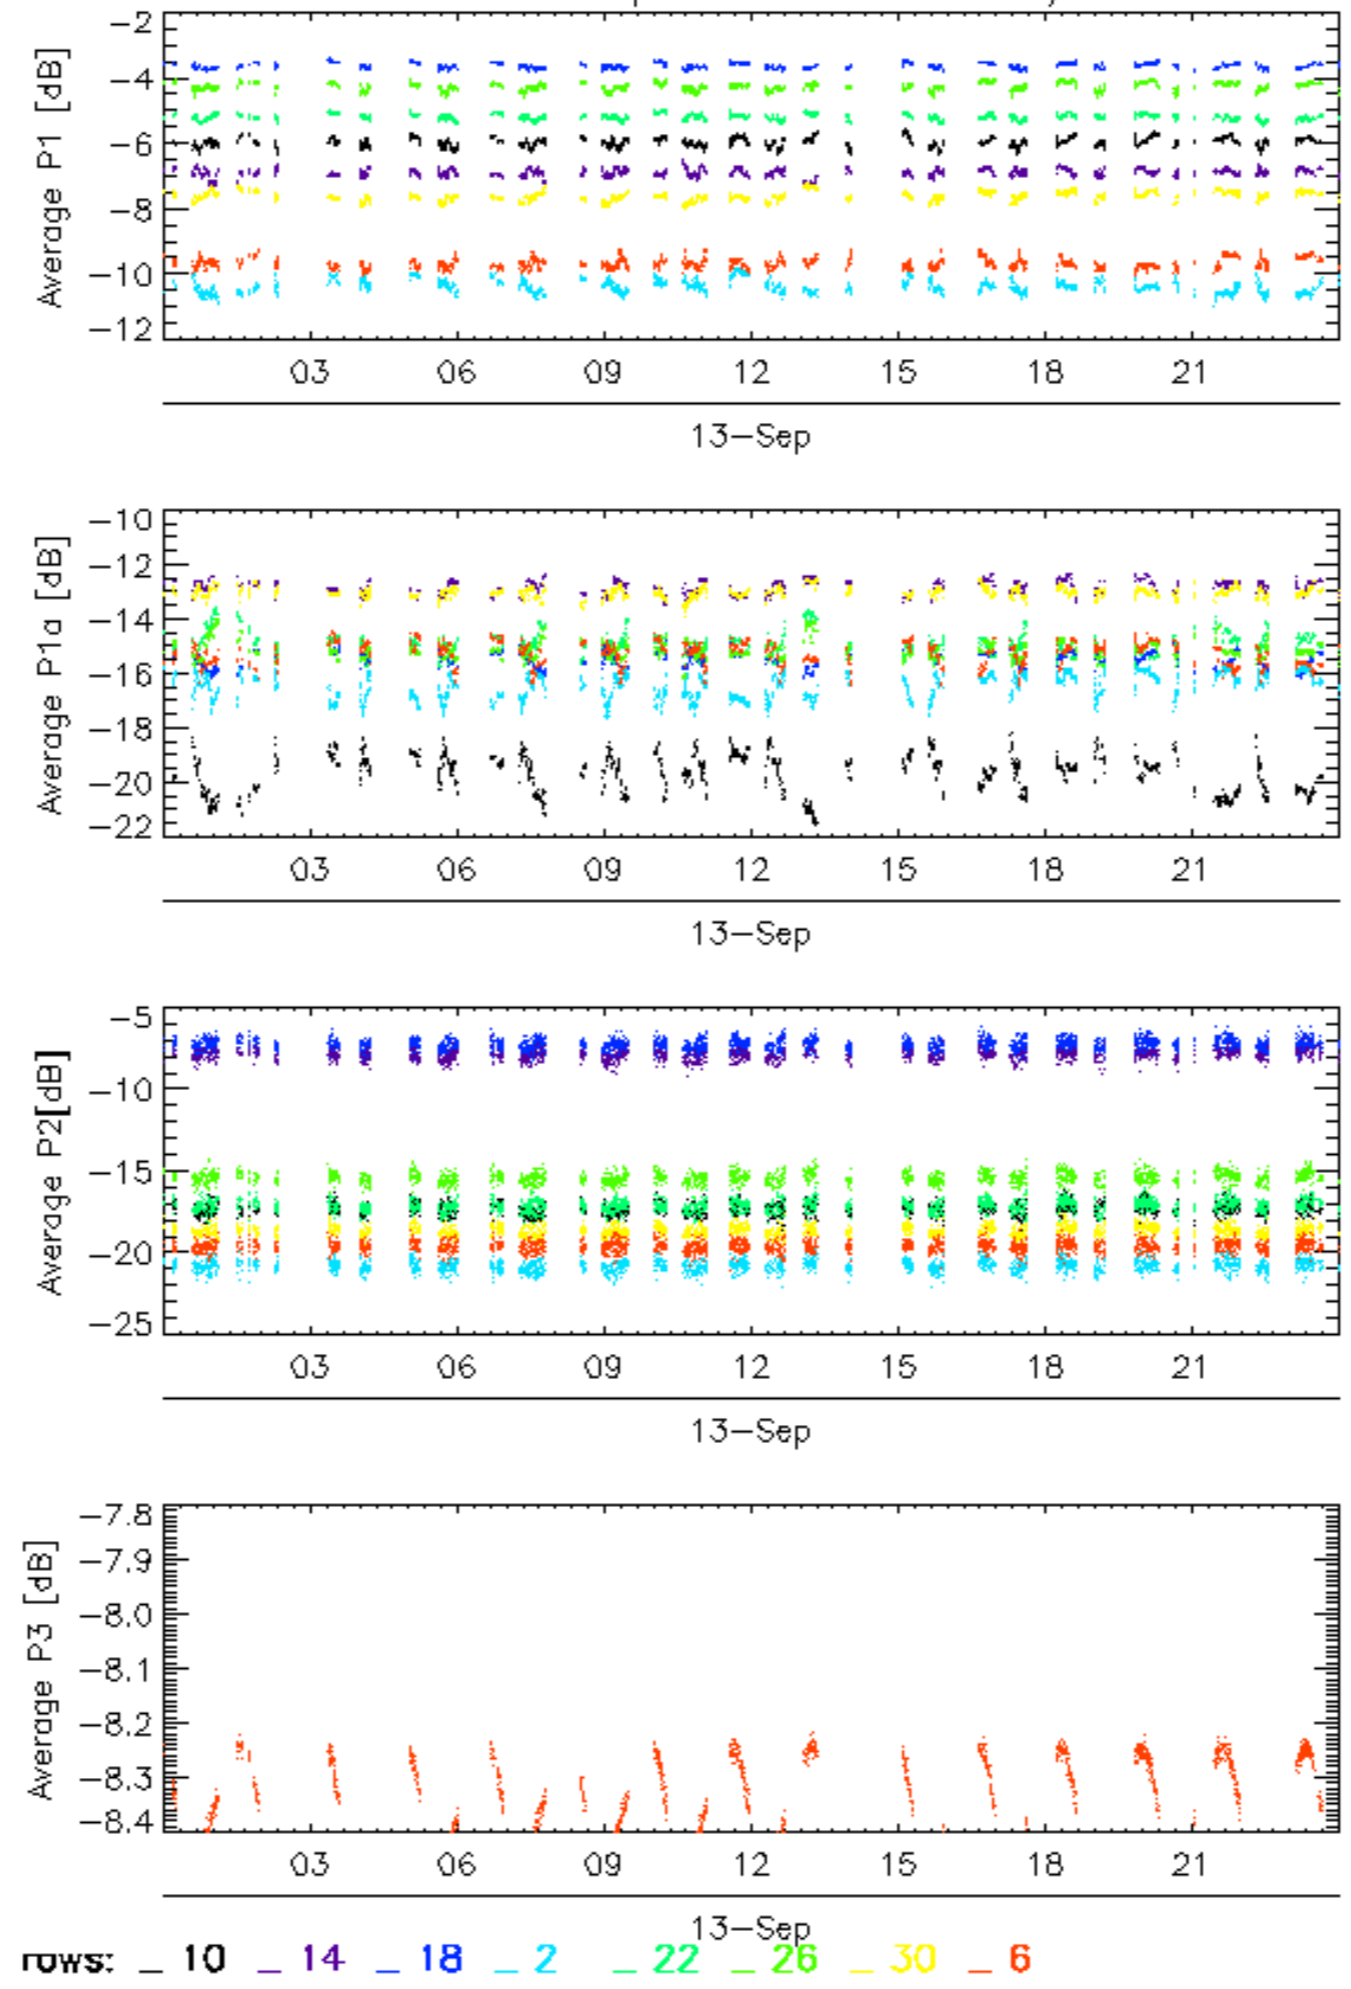 −2
−4
−6
−8
−10
−12
Average P1 [dB]
03 06 09 12 15 18 21
13−Sep
−10
−12
−14
−16
−18
−20
−22
Average P1a [dB]
03 06 09 12 15 18 21
13−Sep
−5
−10
−15
−20
−25
Average P2[dB]
03 06 09 12 15 18 21
13−Sep
−7.8
−7.9
−8.0
−8.1
−8.2
−8.3
−8.4
Average P3 [dB]
03 06 09 12 15 18 21
13−Sep
rows: _ 10 _ 14 _ 18 _ 2 _ 22 _ 26 _ 30 _ 6